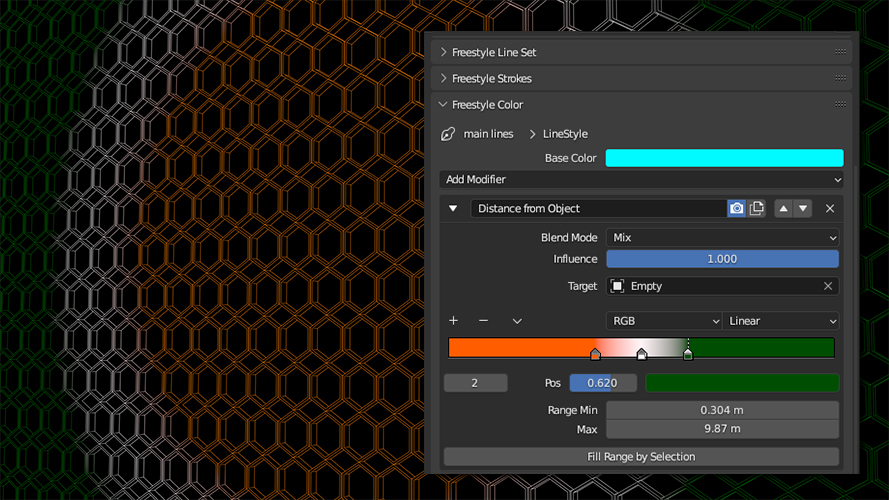 Freestyle Line Set
Freestyle Strokes
Freestyle Color
main lines > LineStyle
Base Color
Add Modifier
Distance from Object
Blend Mode Mix
Influence 1.000
Target Empty
RGB Linear
2 Pos 0.620
Range Min 0.304 m
Max 9.87 m
Fill Range by Selection